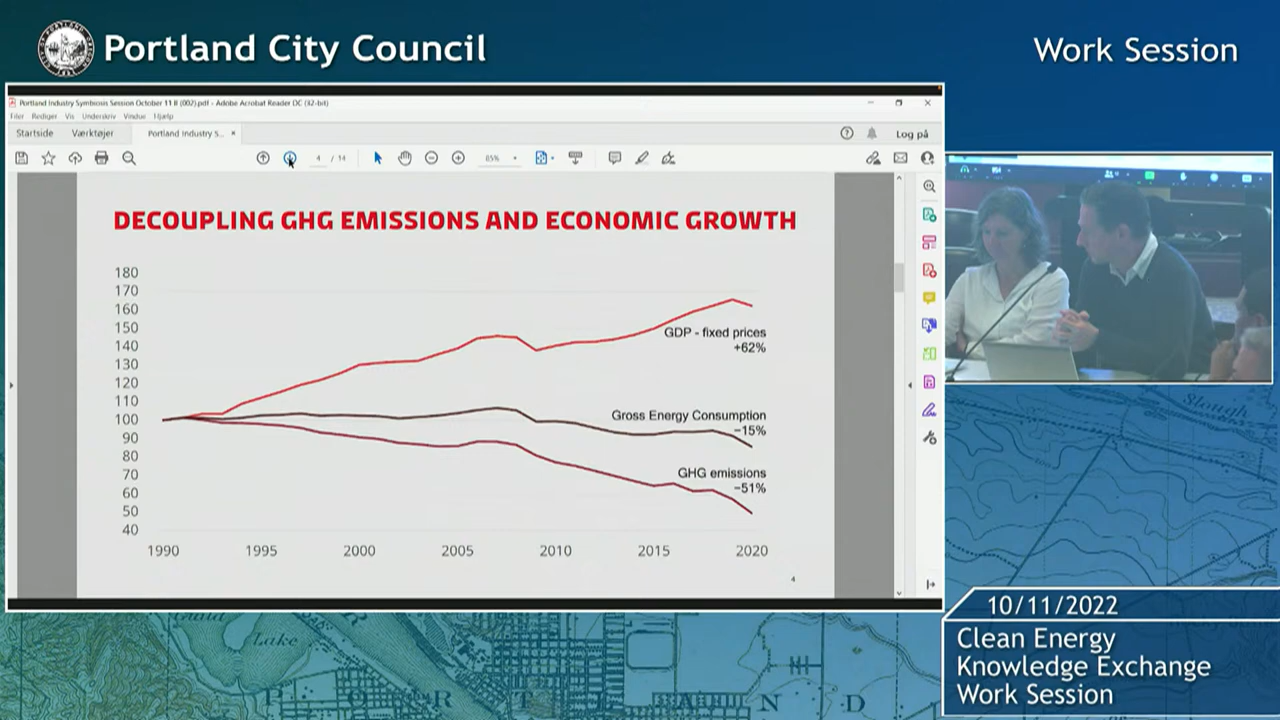 Portland City Council
Work Session
Portland Industry Symbiosis Session October 11 II (002).pdf - Adobe Acrobat Reader DC (32-bit)
Filer Rediger Vis Underskriv Vindue Hjælp
Startside Værktøjer Portland Industry S... ×
Log på
4 / 14
85%
DECOUPLING GHG EMISSIONS AND ECONOMIC GROWTH
180
170
160
150
140
130
120
110
100
90
80
70
60
50
40
GDP - fixed prices
+62%
Gross Energy Consumption
−15%
GHG emissions
−51%
1990 1995 2000 2005 2010 2015 2020
4
Slough
10/11/2022
Clean Energy
Knowledge Exchange
Work Session
Guild
Lake
P O R T L A N D